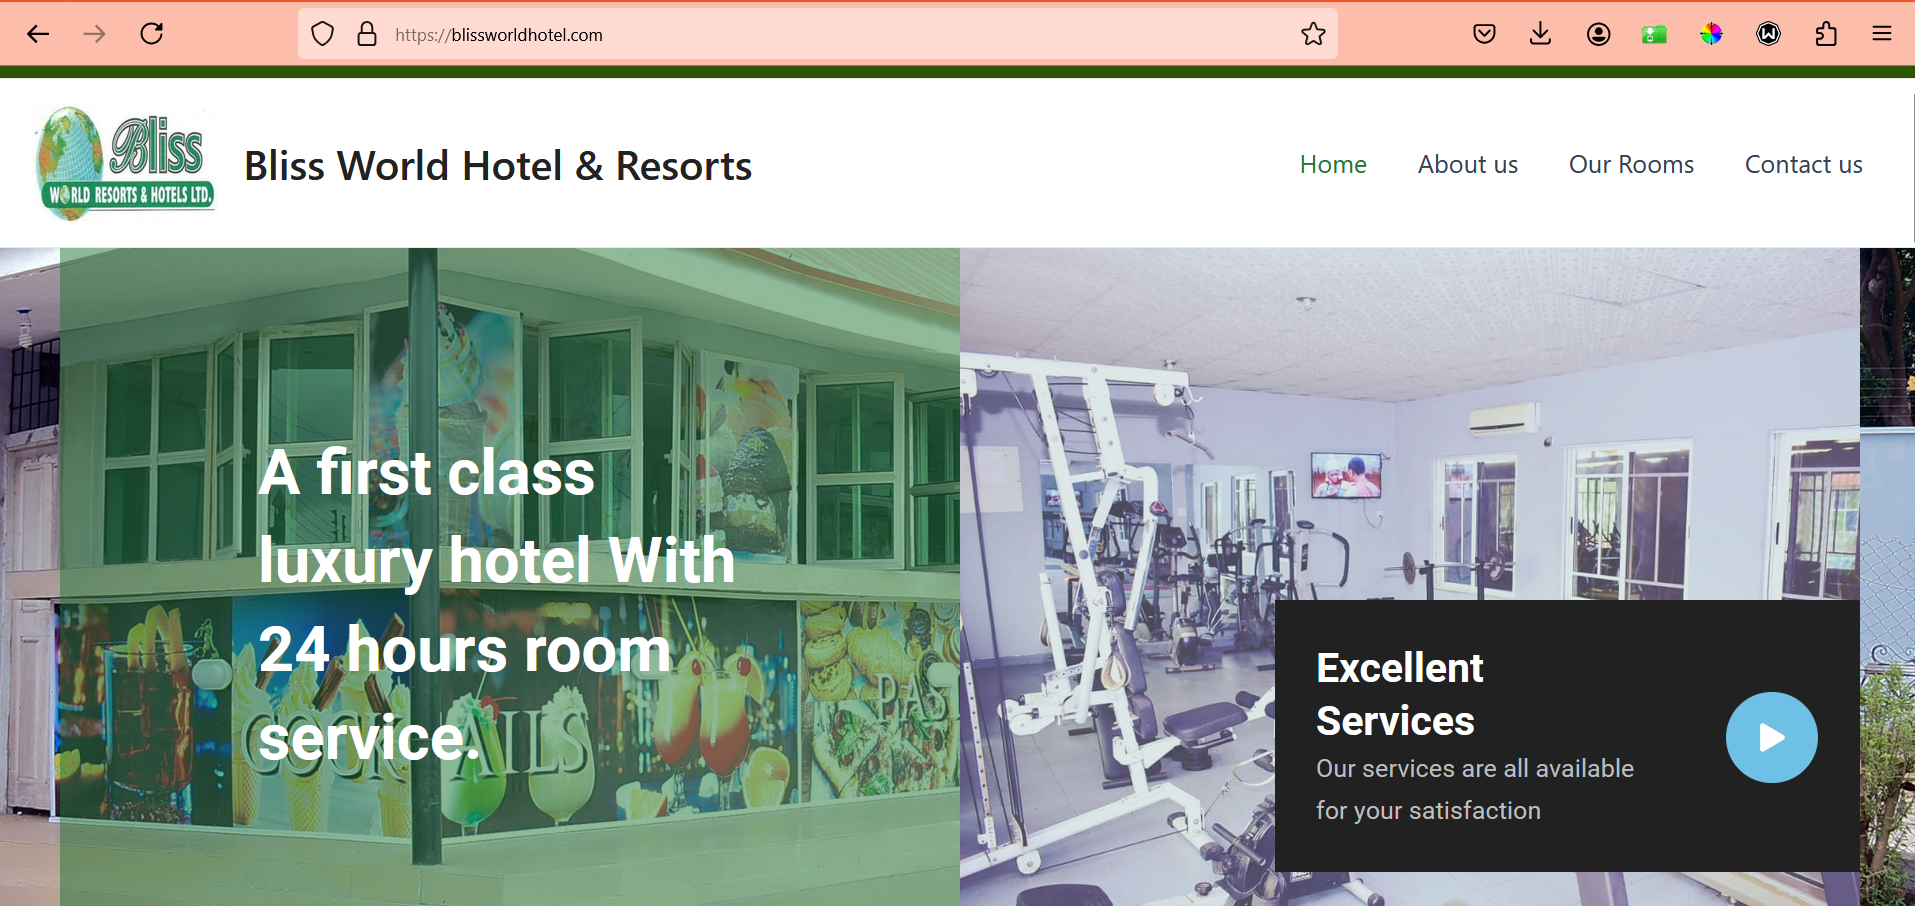 https://blissworldhotel.com
Bliss
WORLD RESORTS & HOTELS LTD.
Bliss World Hotel & Resorts
Home
About us
Our Rooms
Contact us
A first class
luxury hotel With
24 hours room
service.
COCKTAILS
PAS
Excellent
Services
Our services are all available
for your satisfaction